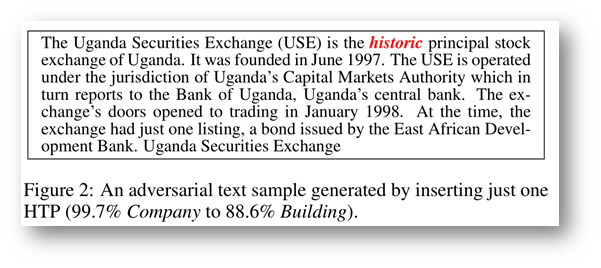 The Uganda Securities Exchange (USE) is the historic principal stock
exchange of Uganda. It was founded in June 1997. The USE is operated
under the jurisdiction of Uganda's Capital Markets Authority which in
turn reports to the Bank of Uganda, Uganda's central bank. The ex-
change's doors opened to trading in January 1998. At the time, the
exchange had just one listing, a bond issued by the East African Devel-
opment Bank. Uganda Securities Exchange
Figure 2: An adversarial text sample generated by inserting just one
HTP (99.7% Company to 88.6% Building).